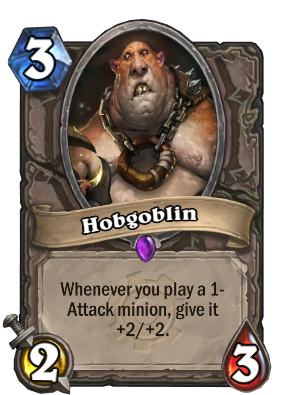 3
Hobgoblin
Whenever you play a 1-
Attack minion, give it
+2/+2.
2
3